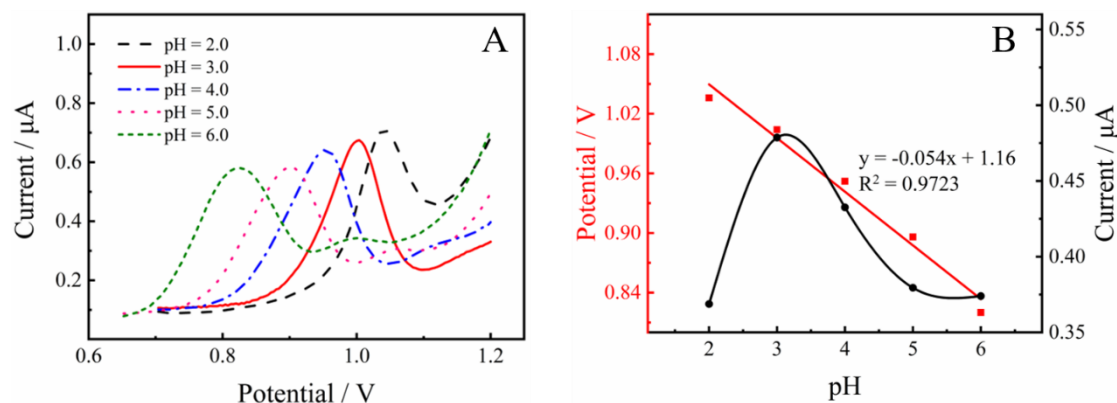 A
pH = 2.0
pH = 3.0
pH = 4.0
pH = 5.0
pH = 6.0
1.0
0.8
0.6
0.4
0.2
Current / μA
0.6
0.8
1.0
1.2
Potential / V
B
1.08
1.02
0.96
0.90
0.84
Potential / V
y = -0.054x + 1.16
R² = 0.9723
0.55
0.50
0.45
0.40
0.35
Current / μA
2
3
4
5
6
pH